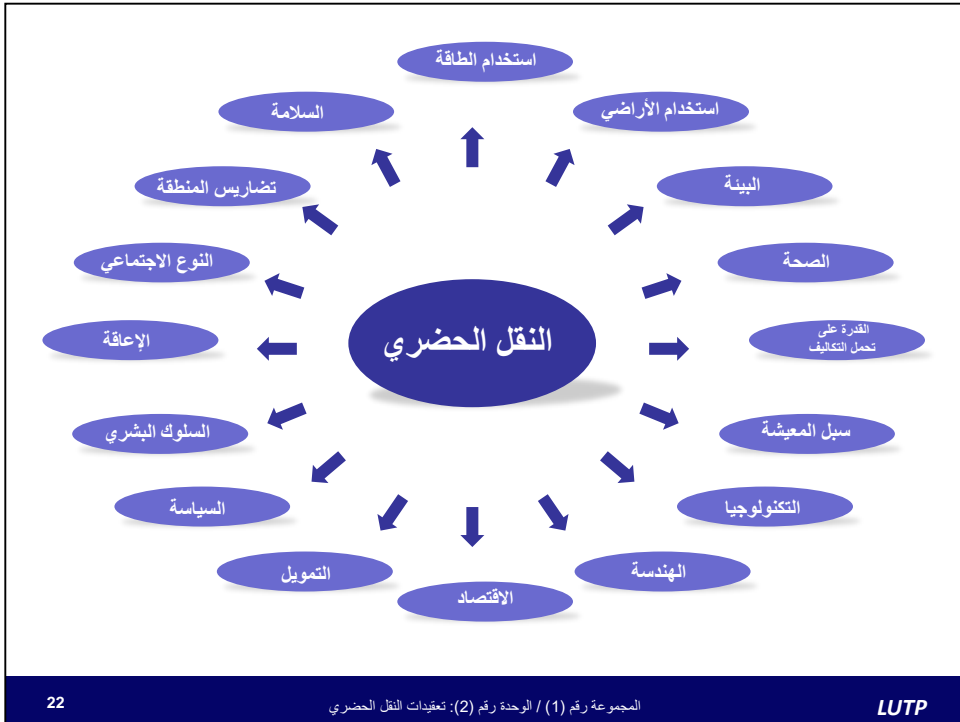 استخدام الطاقة
استخدام الأراضي
السلامة
البيئة
تضاريس المنطقة
الصحة
النوع الاجتماعي
النقل الحضري
القدرة على
تحمل التكاليف
الإعاقة
سبل المعيشة
السلوك البشري
التكنولوجيا
السياسة
الهندسة
التمويل
الاقتصاد
LUTP
المجموعة رقم (1) / الوحدة رقم (2): تعقيدات النقل الحضري
22